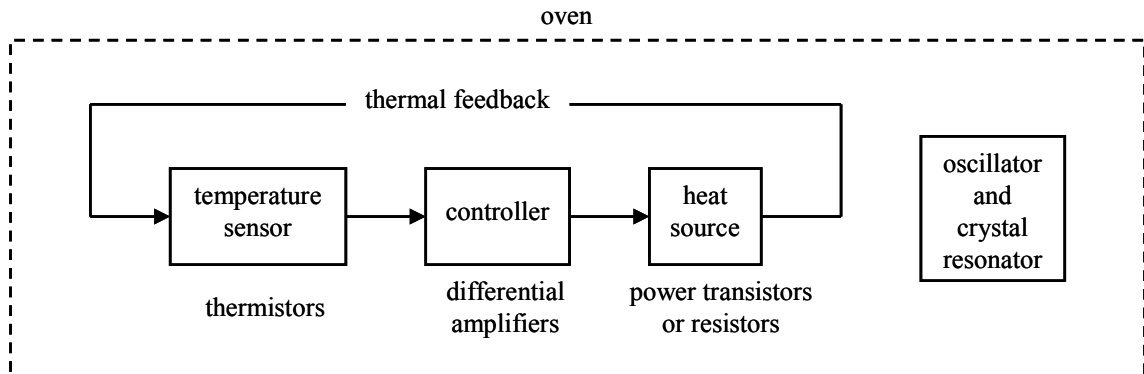 oven
thermal feedback
temperature
sensor
controller
heat
source
oscillator
and
crystal
resonator
thermistors
differential
amplifiers
power transistors
or resistors